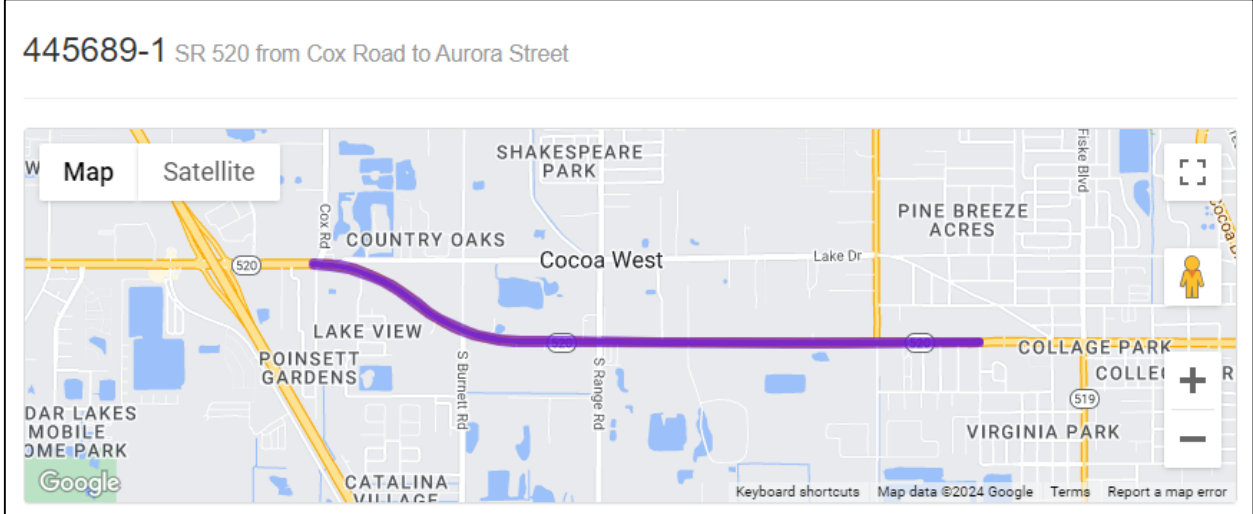 445689-1 SR 520 from Cox Road to Aurora Street
Map
Satellite
SHAKESPEARE
PARK
Fiske Blvd
Cox Rd
PINE BREEZE
ACRES
COUNTRY OAKS
520
Cocoa West
Lake Dr
LAKE VIEW
520
520
COLLAGE PARK
POINSETT
GARDENS
S Burnett Rd
S Range Rd
519
DAR LAKES
MOBILE
OME PARK
VIRGINIA PARK
Google
CATALINA
VILLAGE
Keyboard shortcuts
Map data ©2024 Google
Terms
Report a map error